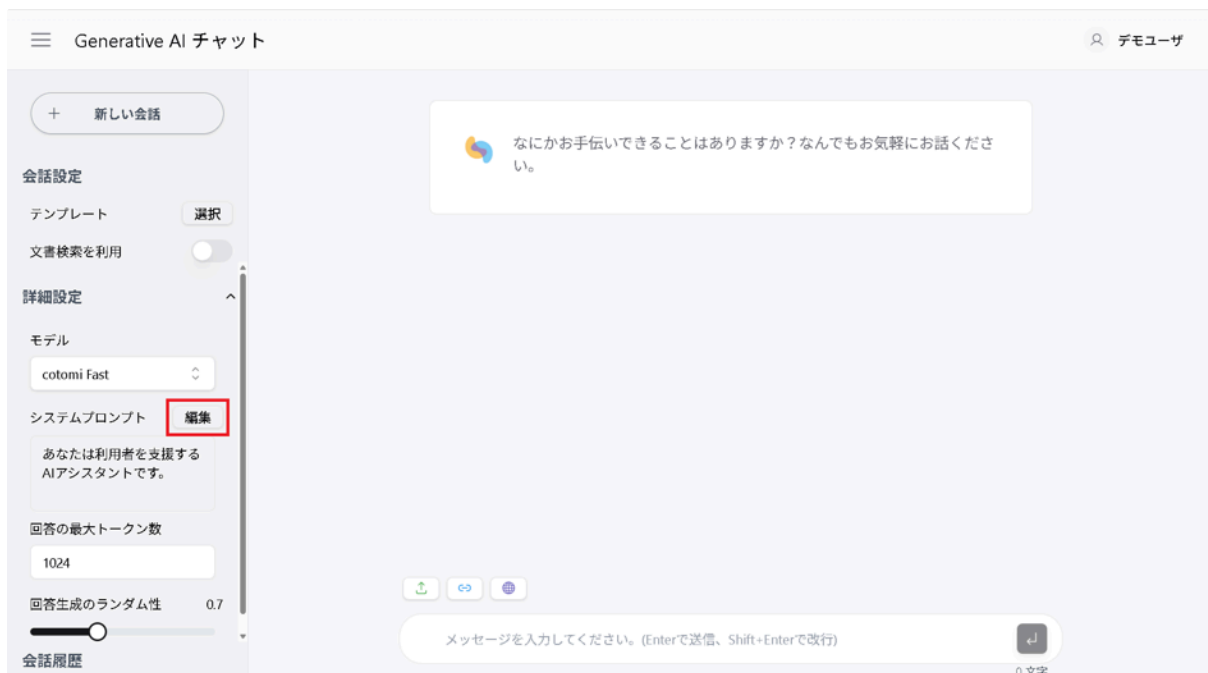 Generative AI チャット
デモユーザ
新しい会話
会話設定
テンプレート
選択
文書検索を利用
詳細設定
モデル
cotomi Fast
システムプロンプト
編集
あなたは利用者を支援する
AIアシスタントです。
回答の最大トークン数
1024
回答生成のランダム性
0.7
会話履歴
なにかお手伝いできることはありますか？なんでもお気軽にお話くださ
い。
メッセージを入力してください。(Enterで送信、Shift+Enterで改行)
0 文字